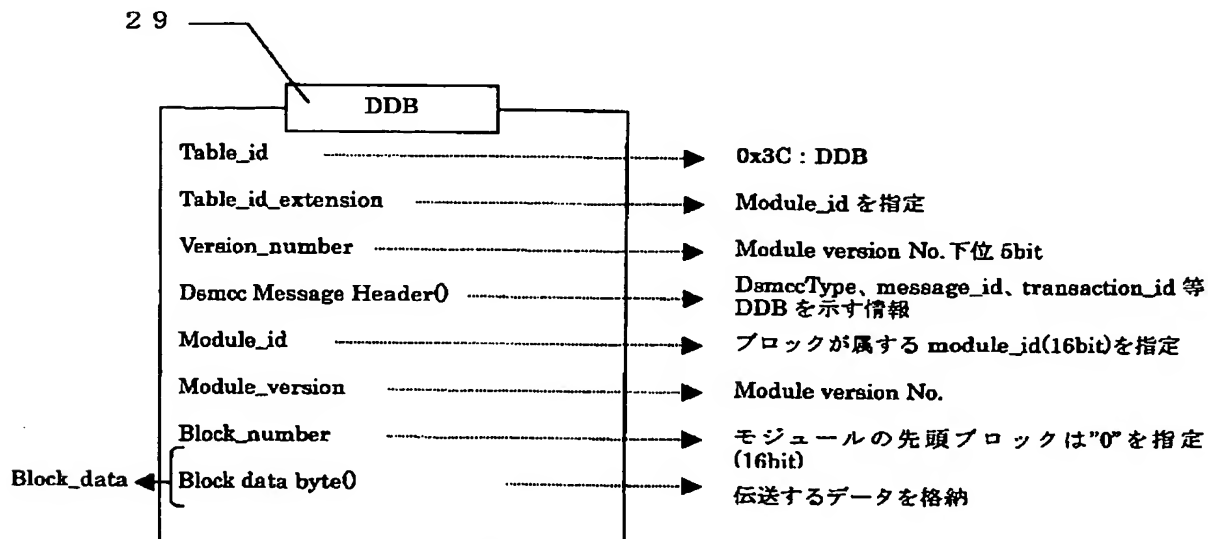 ２９
DDB
Table_id
0x3C : DDB
Table_id_extension
Module_id を指定
Version_number
Module version No.下位 5bit
Dsmcc Message Header()
DsmccType、message_id、transaction_id 等
DDB を示す情報
Module_id
ブロックが属する module_id(16bit)を指定
Module_version
Module version No.
Block_number
モジュールの先頭ブロックは"0"を指定
(16bit)
Block_data
Block data byte()
伝送するデータを格納